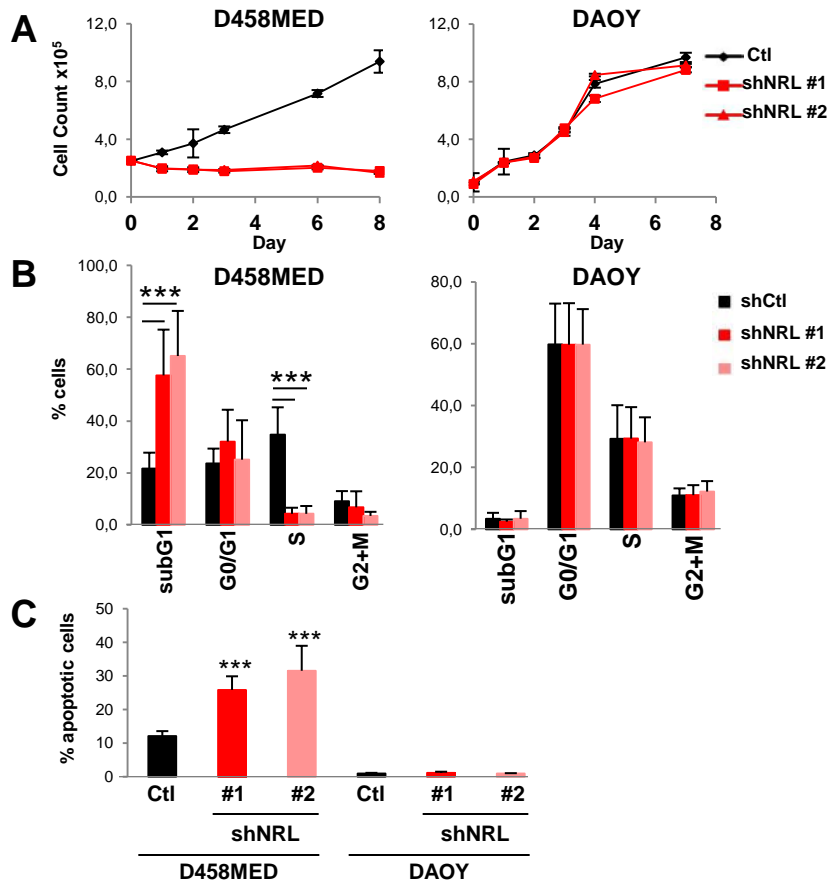 A
D458MED
DAOY
Cell Count x10⁵
12,0
8,0
4,0
0,0
0 2 4 6 8
Day
12,0
8,0
4,0
0,0
0 2 4 6 8
Day
Ctl
shNRL #1
shNRL #2
B
D458MED
DAOY
% cells
100,0
80,0
60,0
40,0
20,0
0,0
***
***
subG1
G0/G1
S
G2+M
80,0
60,0
40,0
20,0
0,0
subG1
G0/G1
S
G2+M
shCtl
shNRL #1
shNRL #2
C
% apoptotic cells
50
40
30
20
10
0
***
***
Ctl #1 #2 Ctl #1 #2
shNRL shNRL
D458MED DAOY